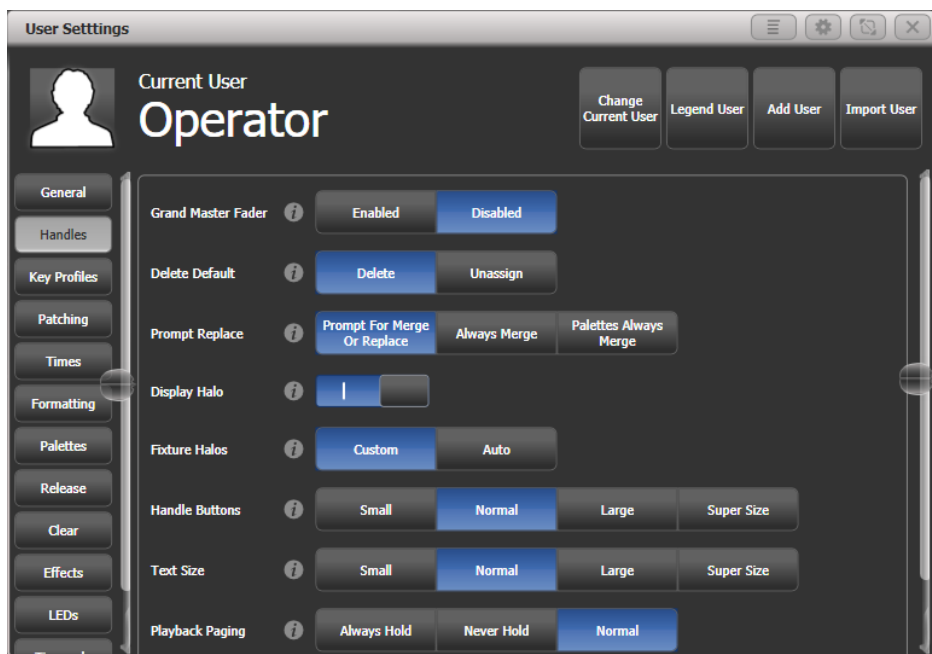 User Setttings
Current User
Operator
Change
Current User
Legend User
Add User
Import User
General
Handles
Key Profiles
Patching
Times
Formatting
Palettes
Release
Clear
Effects
LEDs
Grand Master Fader
Enabled
Disabled
Delete Default
Delete
Unassign
Prompt Replace
Prompt For Merge
Or Replace
Always Merge
Palettes Always
Merge
Display Halo
Fixture Halos
Custom
Auto
Handle Buttons
Small
Normal
Large
Super Size
Text Size
Small
Normal
Large
Super Size
Playback Paging
Always Hold
Never Hold
Normal